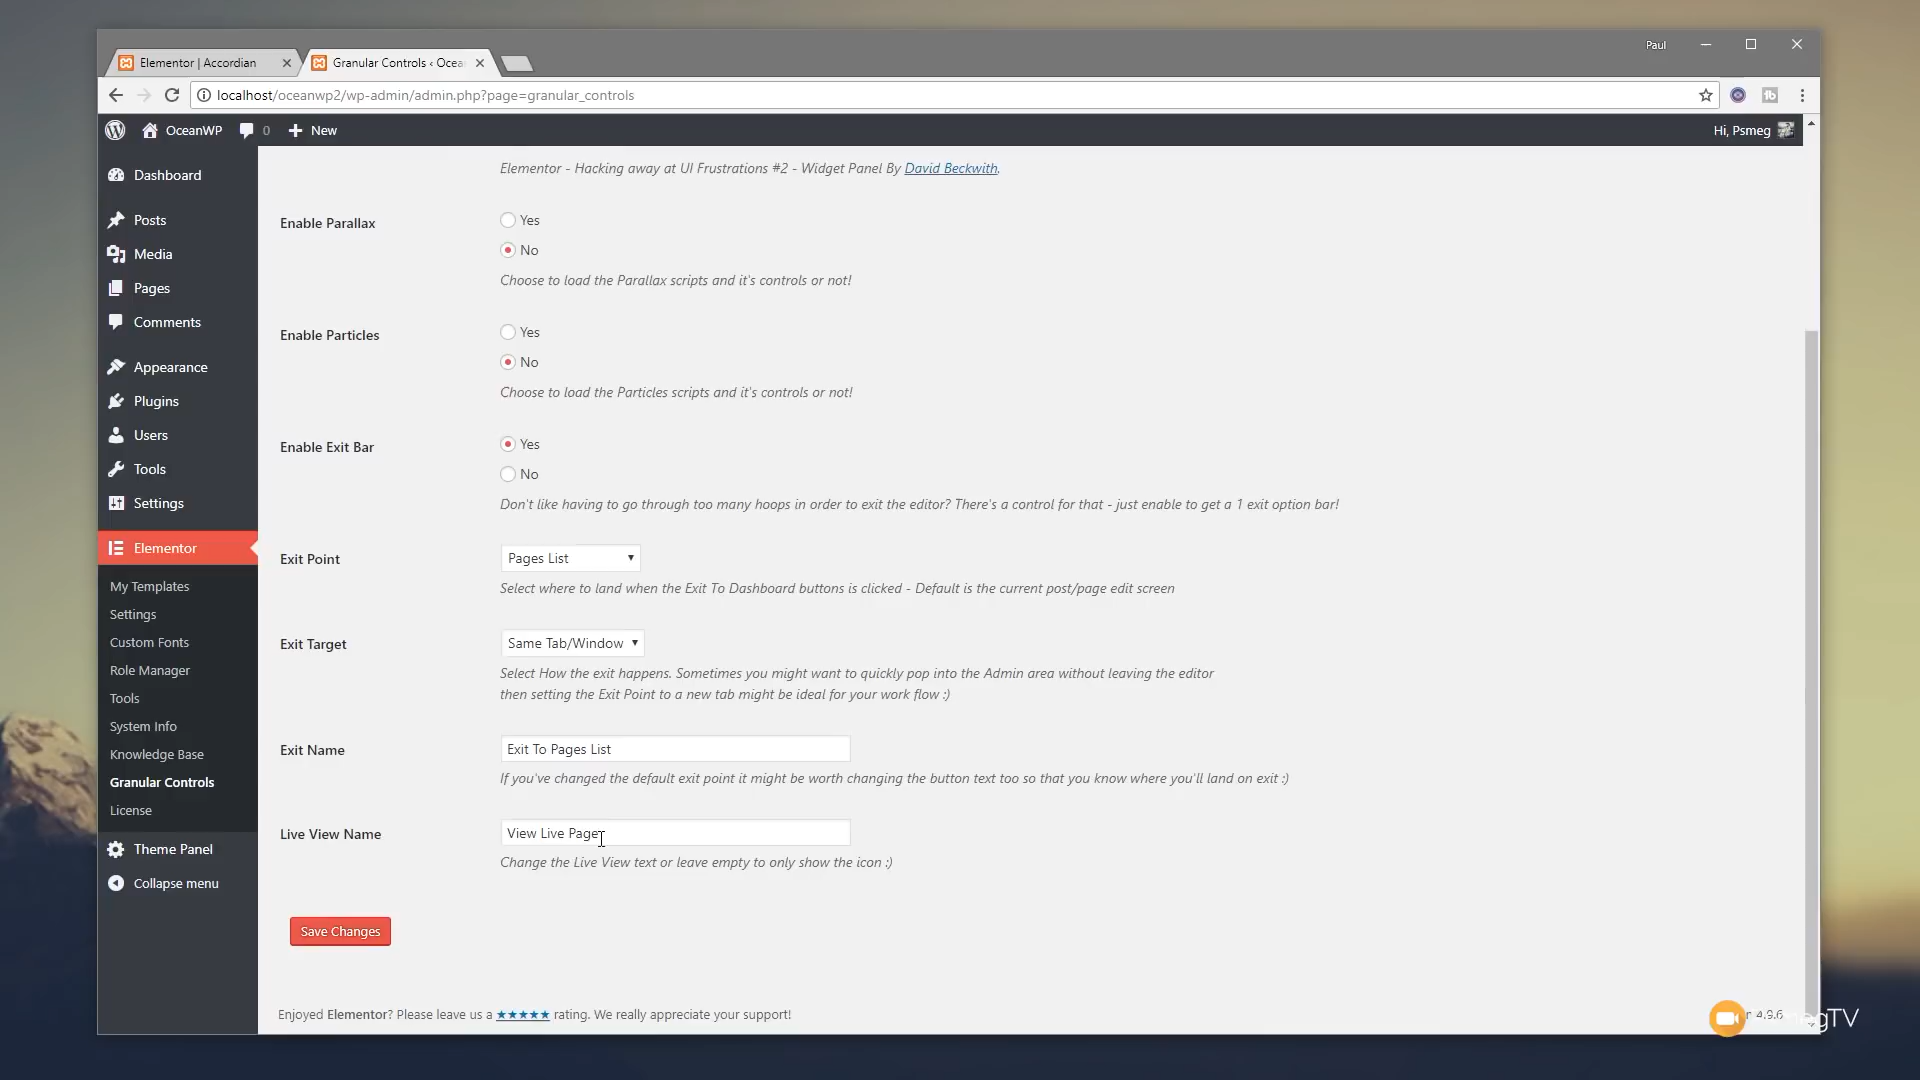 Paul
Elementor | Accordian
Granular Controls ‹ Ocea
localhost/oceanwp2/wp-admin/admin.php?page=granular_controls
OceanWP 0 New
Hi, Psmeg
Dashboard
Posts
Media
Pages
Comments
Appearance
Plugins
Users
Tools
Settings
Elementor
My Templates
Settings
Custom Fonts
Role Manager
Tools
System Info
Knowledge Base
Granular Controls
License
Theme Panel
Collapse menu
Elementor - Hacking away at UI Frustrations #2 - Widget Panel By David Beckwith.
Enable Parallax
Yes
No
Choose to load the Parallax scripts and it's controls or not!
Enable Particles
Yes
No
Choose to load the Particles scripts and it's controls or not!
Enable Exit Bar
Yes
No
Don't like having to go through too many hoops in order to exit the editor? There's a control for that - just enable to get a 1 exit option bar!
Exit Point
Pages List
Select where to land when the Exit To Dashboard buttons is clicked - Default is the current post/page edit screen
Exit Target
Same Tab/Window
Select How the exit happens. Sometimes you might want to quickly pop into the Admin area without leaving the editor
then setting the Exit Point to a new tab might be ideal for your work flow :)
Exit Name
Exit To Pages List
If you've changed the default exit point it might be worth changing the button text too so that you know where you'll land on exit :)
Live View Name
View Live Page
Change the Live View text or leave empty to only show the icon ;)
Save Changes
Enjoyed Elementor? Please leave us a ★★★★★ rating. We really appreciate your support!
4.9.6